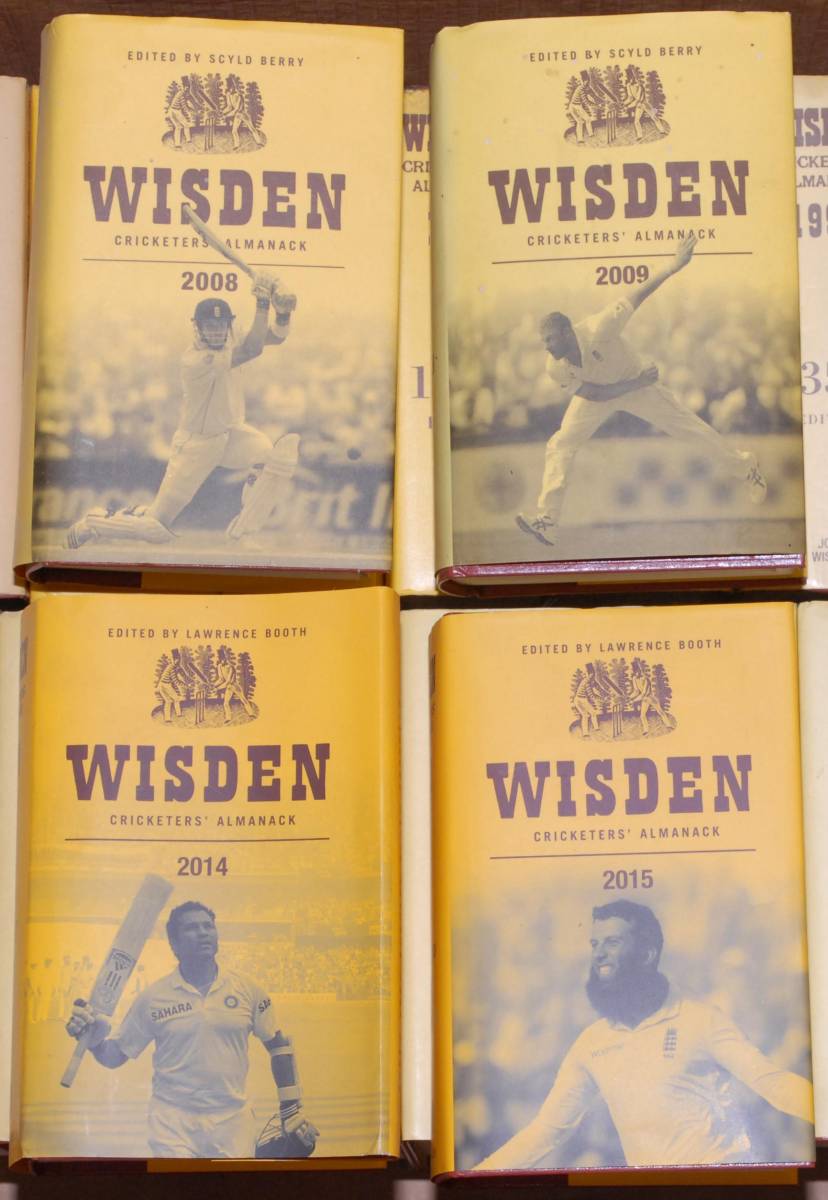 EDITED BY SCYLD BERRY
WISDEN
CRICKETERS' ALMANACK
2008
EDITED BY SCYLD BERRY
WISDEN
CRICKETERS' ALMANACK
2009
EDITED BY LAWRENCE BOOTH
WISDEN
CRICKETERS' ALMANACK
2014
SAHARA
EDITED BY LAWRENCE BOOTH
WISDEN
CRICKETERS' ALMANACK
2015